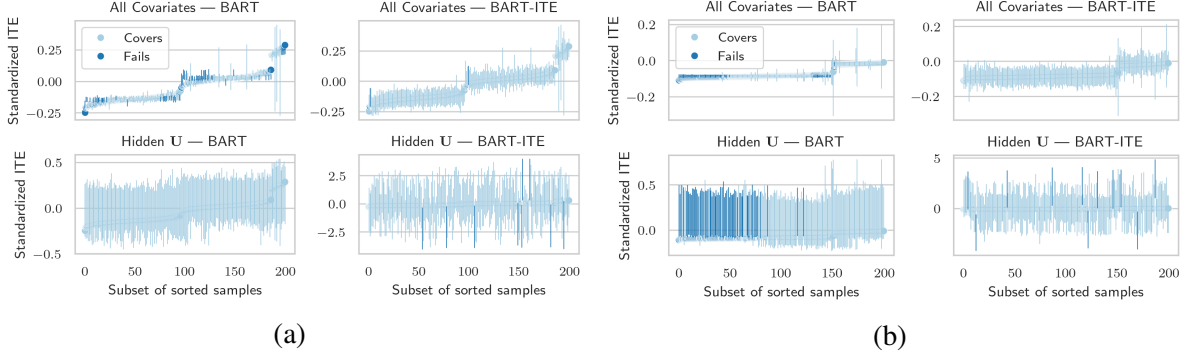 All Covariates — BART
All Covariates — BART-ITE
Standardized ITE
0.25
0.00
−0.25
Covers
Fails
0.25
0.00
−0.25
Hidden U — BART
Hidden U — BART-ITE
Standardized ITE
0.5
0.0
−0.5
2.5
0.0
−2.5
0
100
200
0
50
100
150
200
Subset of sorted samples
Subset of sorted samples
(a)
All Covariates — BART
All Covariates — BART-ITE
Standardized ITE
0.2
0.0
−0.2
Covers
Fails
0.2
0.0
−0.2
Hidden U — BART
Hidden U — BART-ITE
Standardized ITE
0.5
0.0
5
0
0
50
100
150
200
0
50
100
150
200
Subset of sorted samples
Subset of sorted samples
(b)